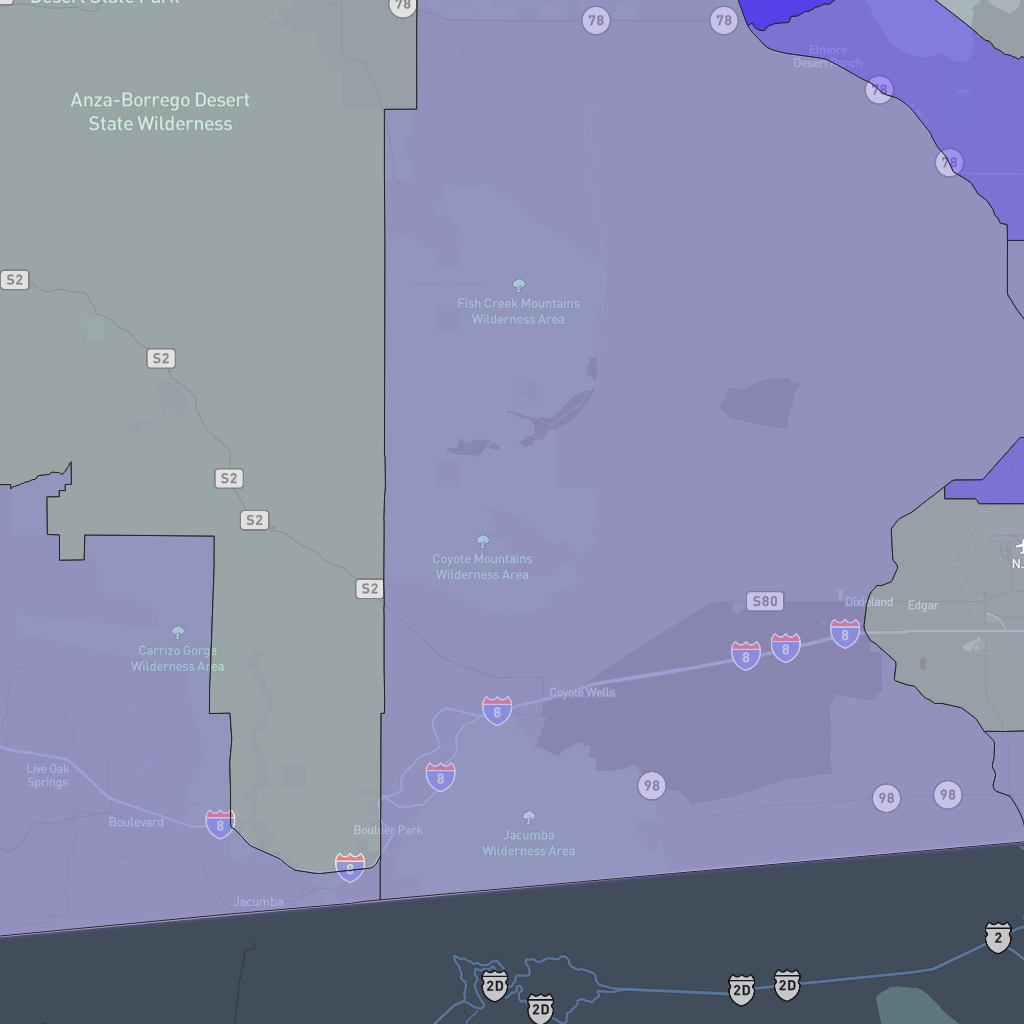 Desert State Park
78
78
78
Elmore
Desert Ranch
78
Anza-Borrego Desert
State Wilderness
78
S2
Fish Creek Mountains
Wilderness Area
S2
S2
S2
Coyote Mountains
Wilderness Area
S2
S80
Dixieland
Edgar
8
8
8
Carrizo Gorge
Wilderness Area
Coyote Wells
8
Live Oak
Springs
8
98
98
98
Boulevard
8
Boulder Park
Jacumba
Wilderness Area
8
Jacumba
2
2D
2D
2D
2D